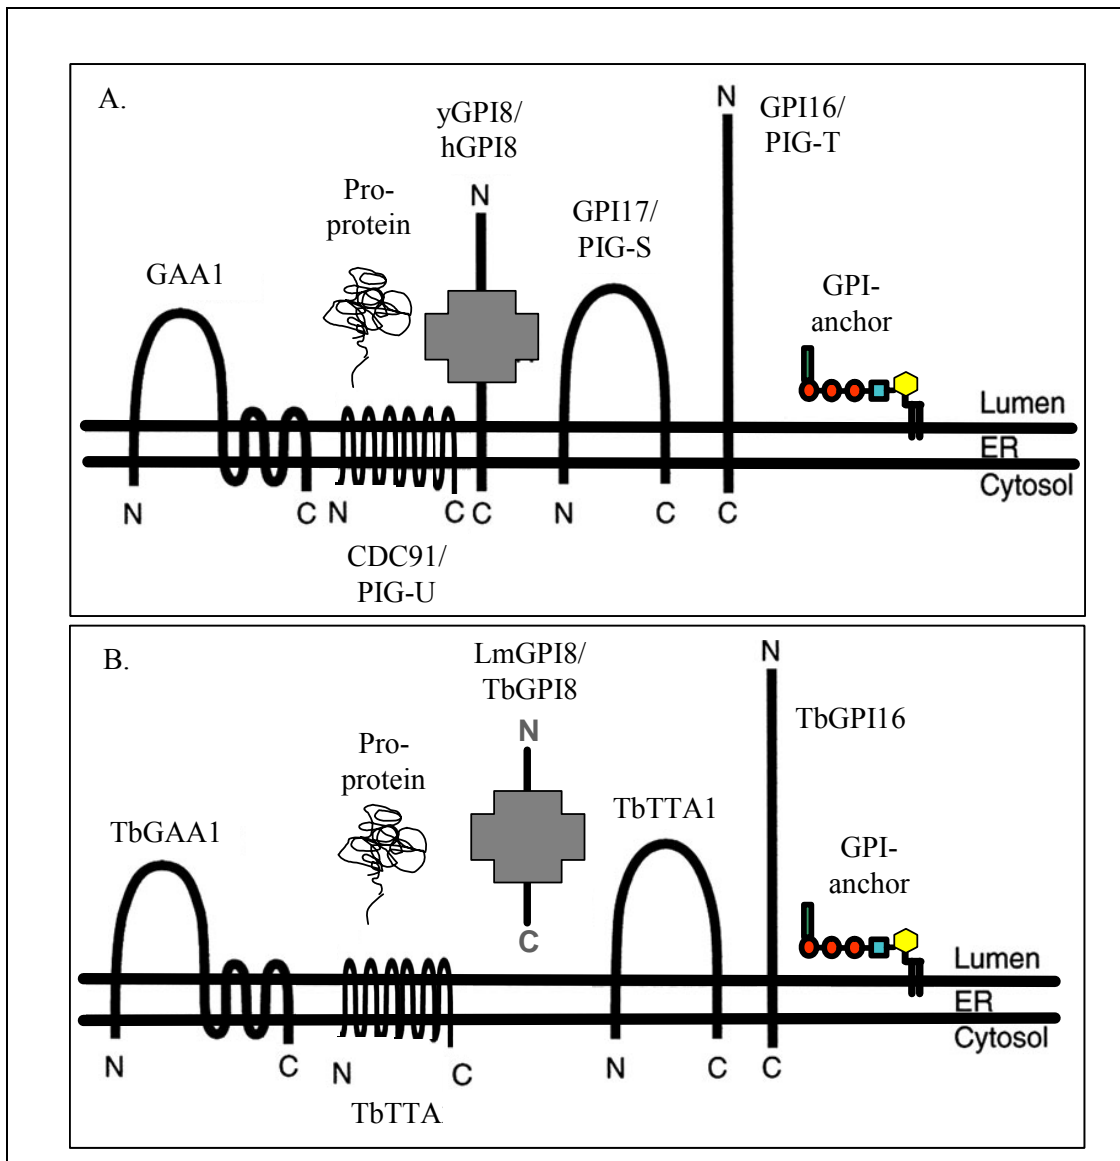 A.
yGPI8/
hGPI8
N
N
GPI16/
PIG-T
Pro-
protein
GPI17/
PIG-S
GAA1
GPI-
anchor
Lumen
ER
Cytosol
N
C
N
C
C
N
C
C
CDC91/
PIG-U
B.
LmGPI8/
TbGPI8
N
N
TbGPI16
Pro-
protein
TbGAA1
TbTTA1
GPI-
anchor
C
Lumen
ER
Cytosol
N
C
N
C
N
C
C
TbTTA